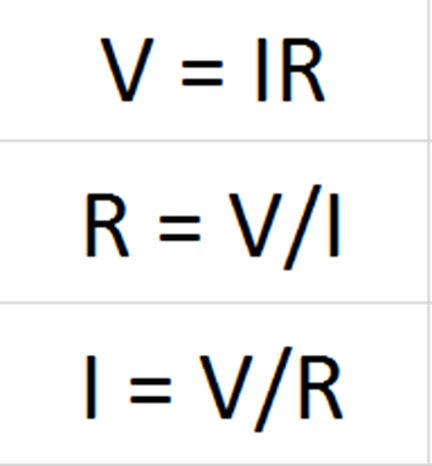 V = IR
R = V/I
I = V/R